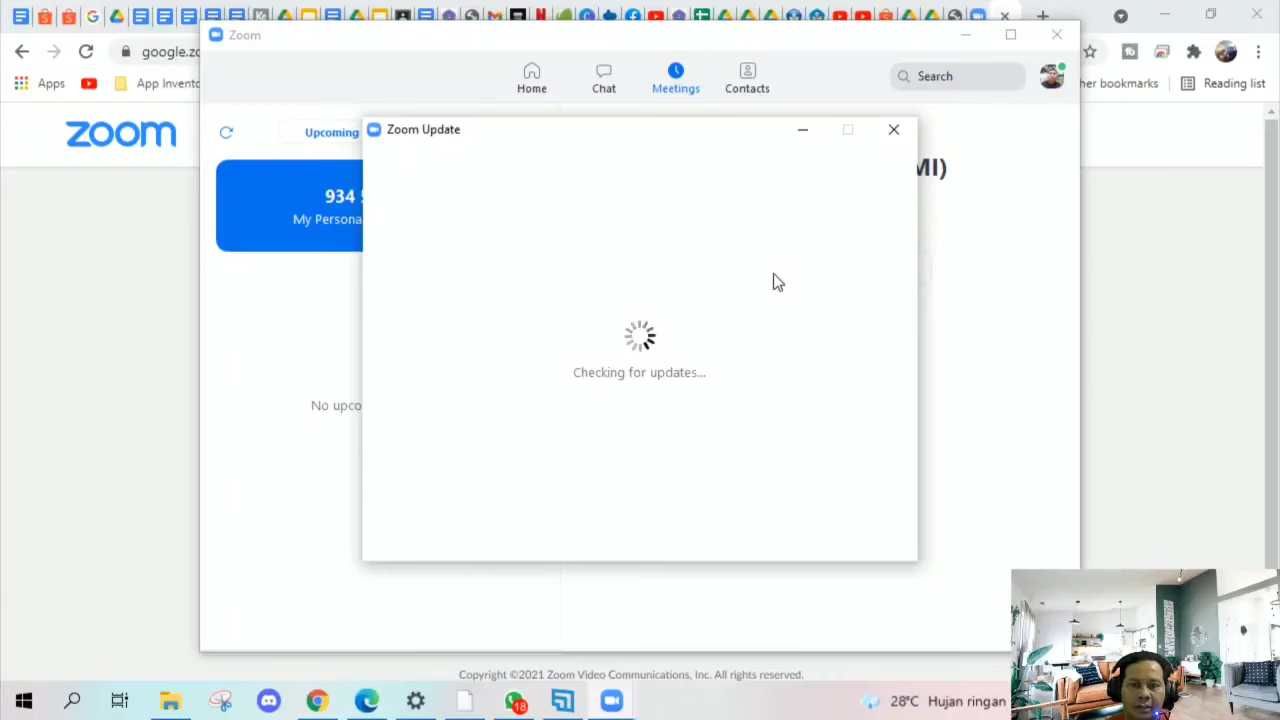 Zoom
google.zo
Apps
App Invento
her bookmarks
Reading list
Home
Chat
Meetings
Contacts
Search
zoom
Upcoming
Zoom Update
MI)
934
My Persona
Checking for updates...
No upco
Copyright ©2021 Zoom Video Communications, Inc. All rights reserved.
18
28°C Hujan ringan